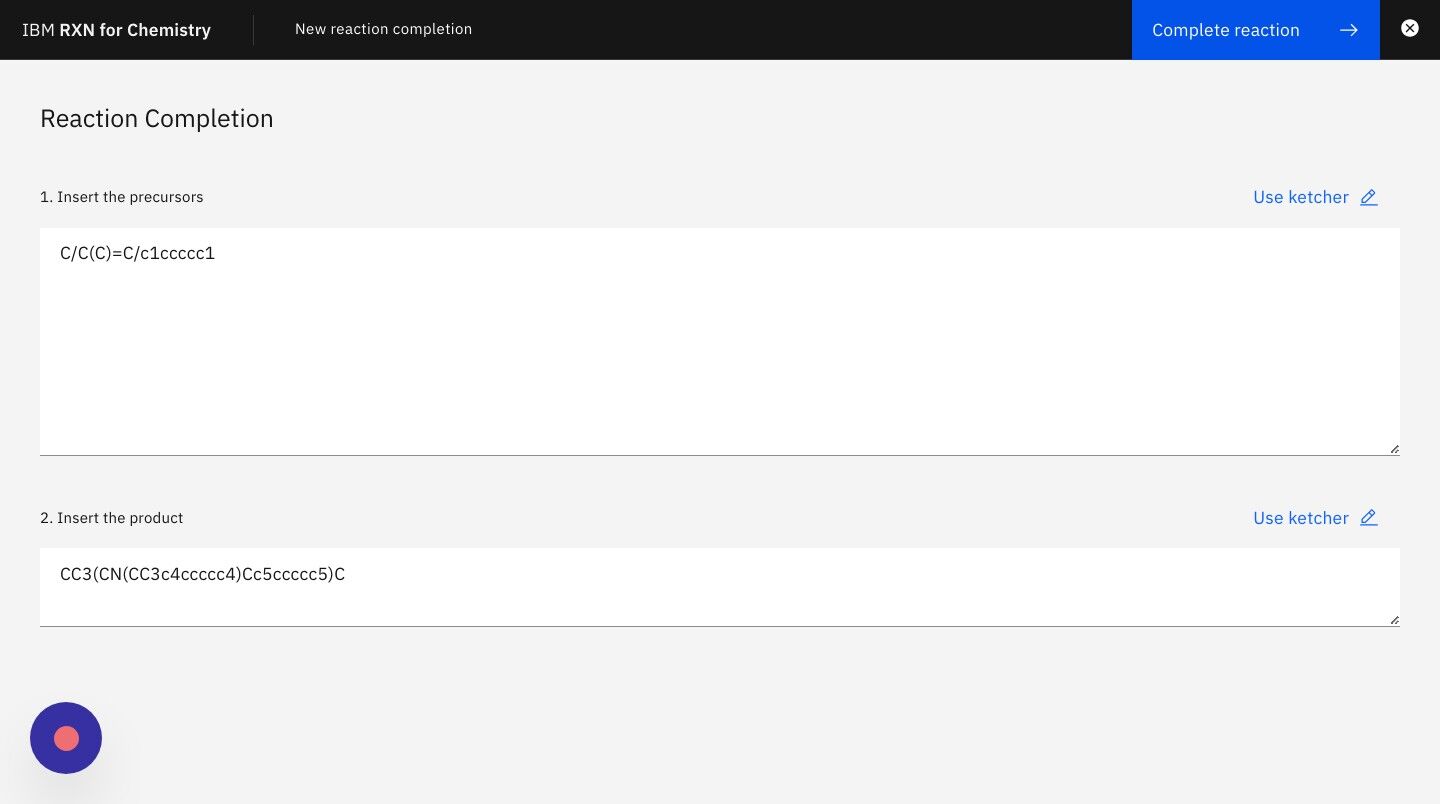 IBM RXN for Chemistry
New reaction completion
Complete reaction
Reaction Completion
1. Insert the precursors
Use ketcher
C/C(C)=C/c1ccccc1
2. Insert the product
Use ketcher
CC3(CN(CC3c4ccccc4)Cc5ccccc5)C